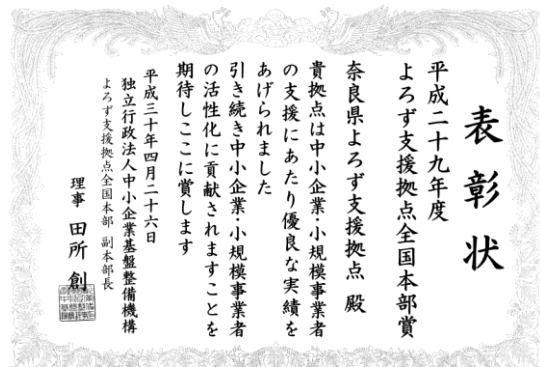 表彰状
平成二十九年度
よろず支援拠点全国本部賞
奈良県よろず支援拠点 殿
貴拠点は中小企業・小規模事業者
の支援にあたり優良な実績を
あげられました
引き続き中小企業・小規模事業者
の活性化に貢献されますことを
期待しここに賞します
平成三十年四月二十六日
独立行政法人中小企業基盤整備機構
よろず支援拠点全国本部 副本部長
理事 田所 創